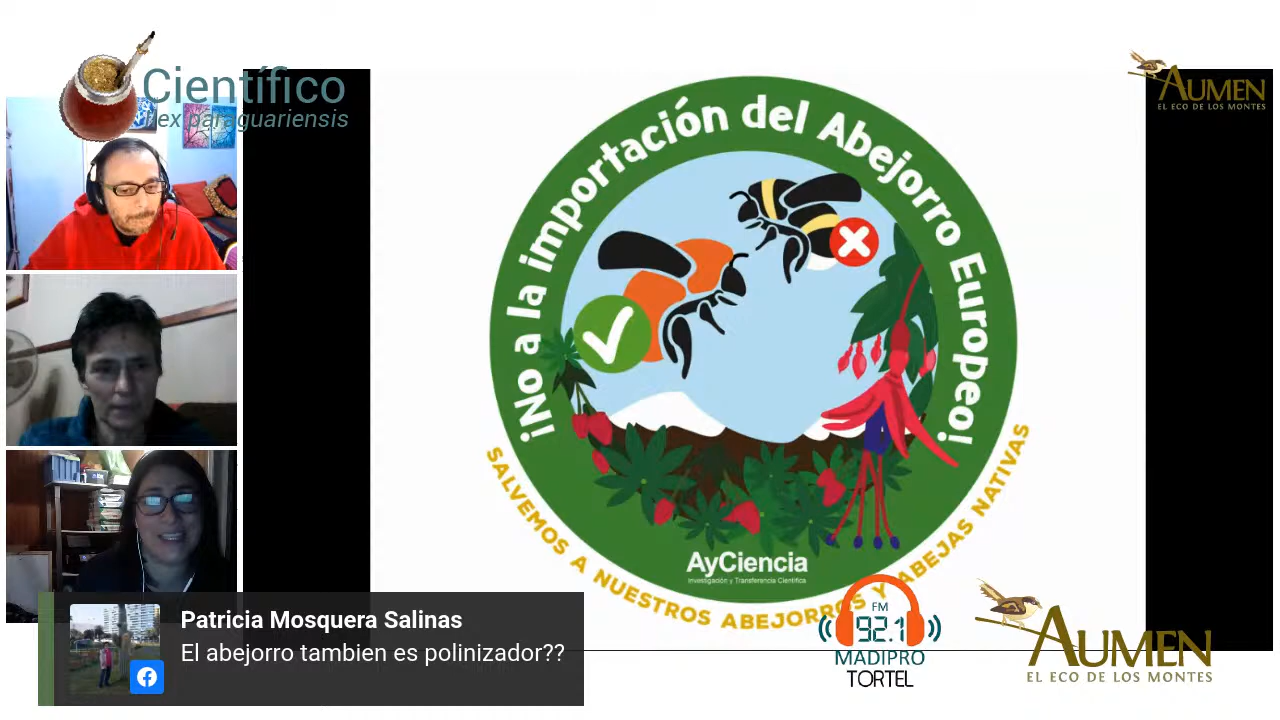 Científico
ilex paraguariensis
AUMEN
EL ECO DE LOS MONTES
¡No a la importación del Abejorro Europeo!
AyCiencia
Investigación y Transferencia Científica
SALVEMOS A NUESTROS ABEJORROS Y ABEJAS NATIVAS
Patricia Mosquera Salinas
El abejorro tambien es polinizador??
FM
92.1
MADIPRO
TORTEL
AUMEN
EL ECO DE LOS MONTES